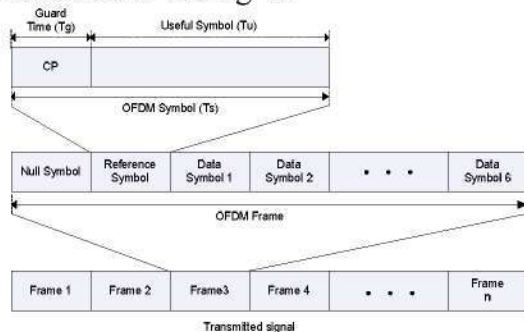 Guard
Time (Tg)
Useful Symbol (Tu)
CP
OFDM Symbol (Ts)
Null Symbol
Reference
Symbol
Data
Symbol 1
Data
Symbol 2
• • •
Data
Symbol 6
OFDM Frame
Frame 1
Frame 2
Frame3
Frame 4
• • •
Frame
n
Transmitted signal